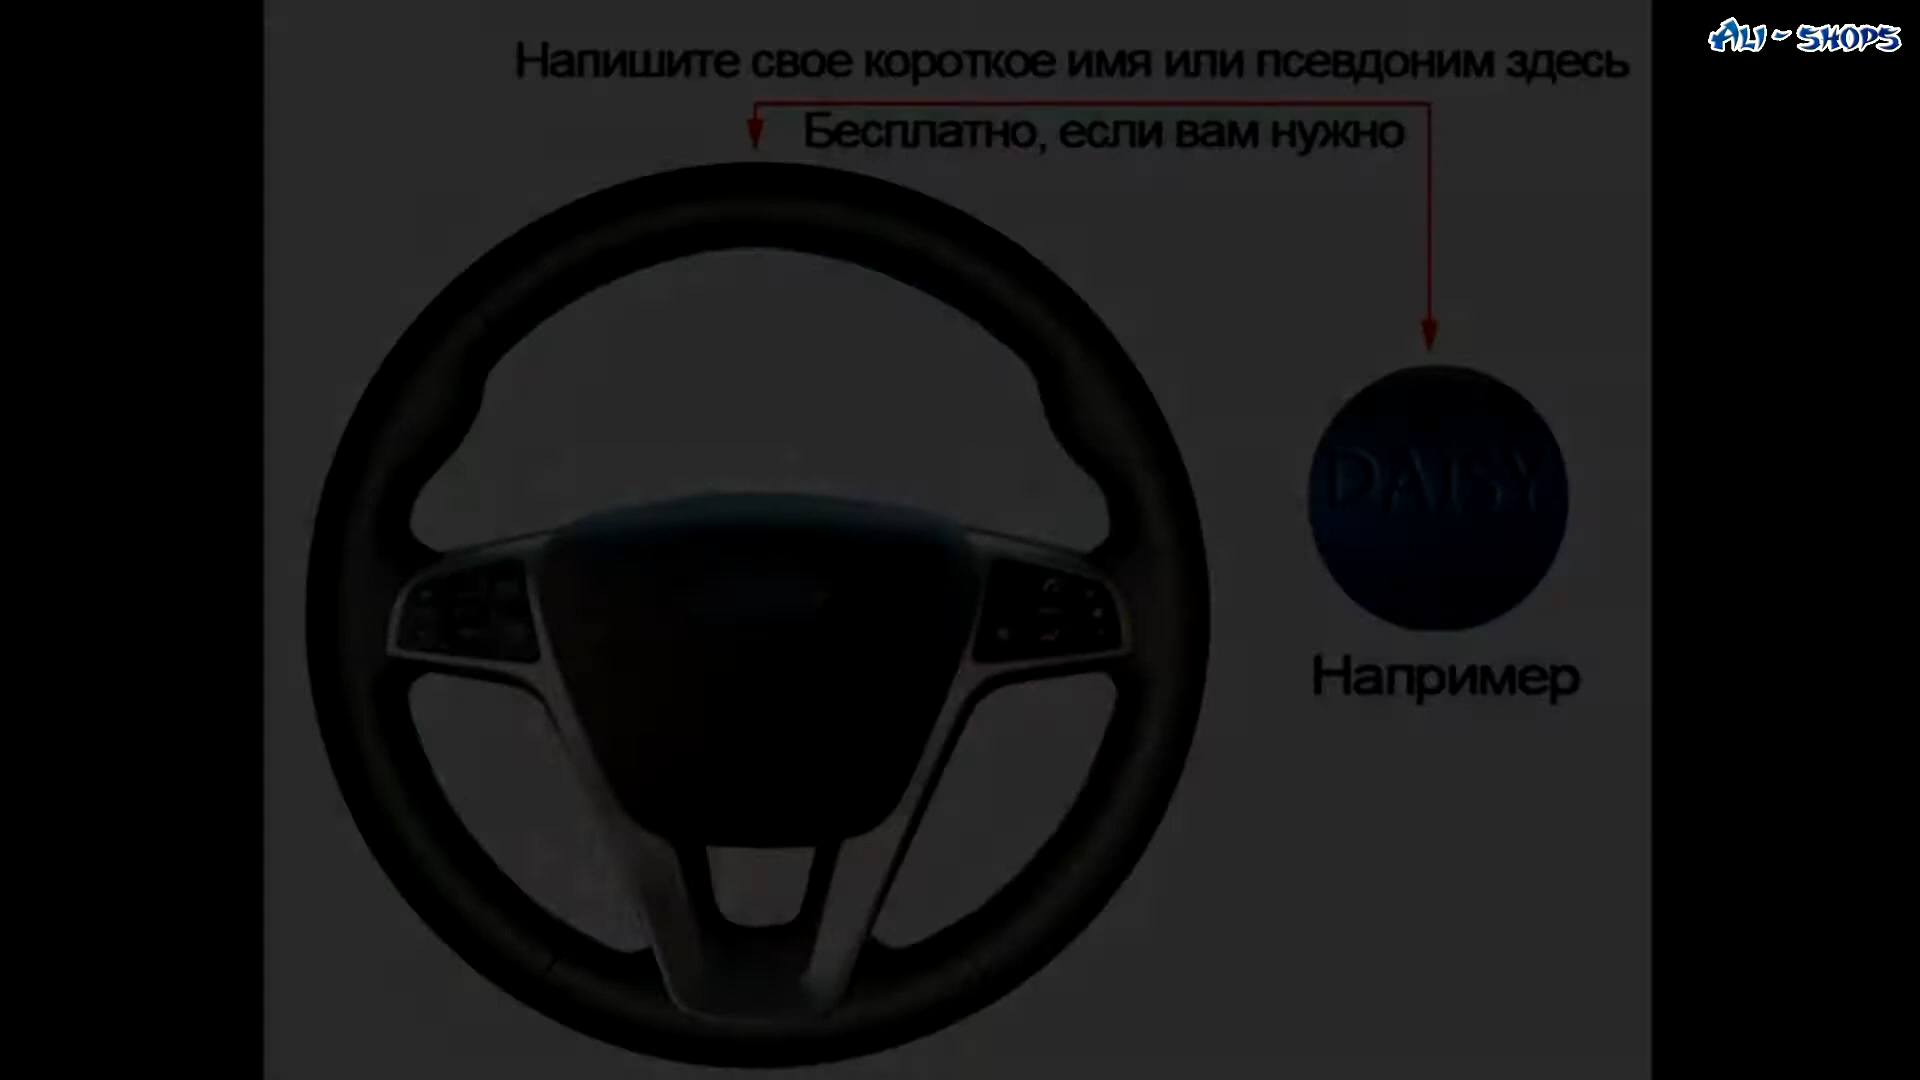 Ali - shops
Напишите свое короткое имя или псевдоним здесь
Бесплатно, если вам нужно
DAISY
Например